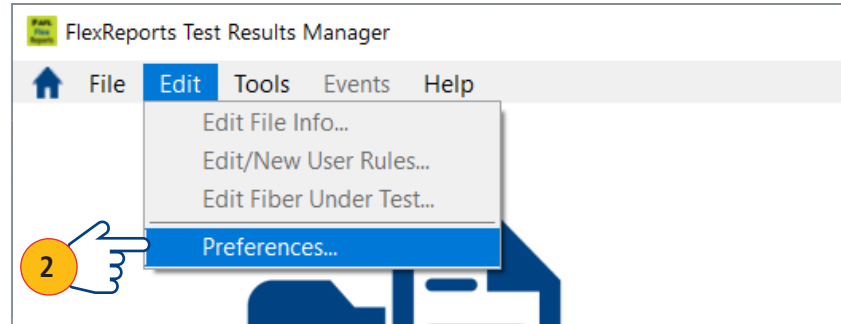 FlexReports Test Results Manager
File Edit Tools Events Help
Edit File Info...
Edit/New User Rules...
Edit Fiber Under Test...
Preferences...
2